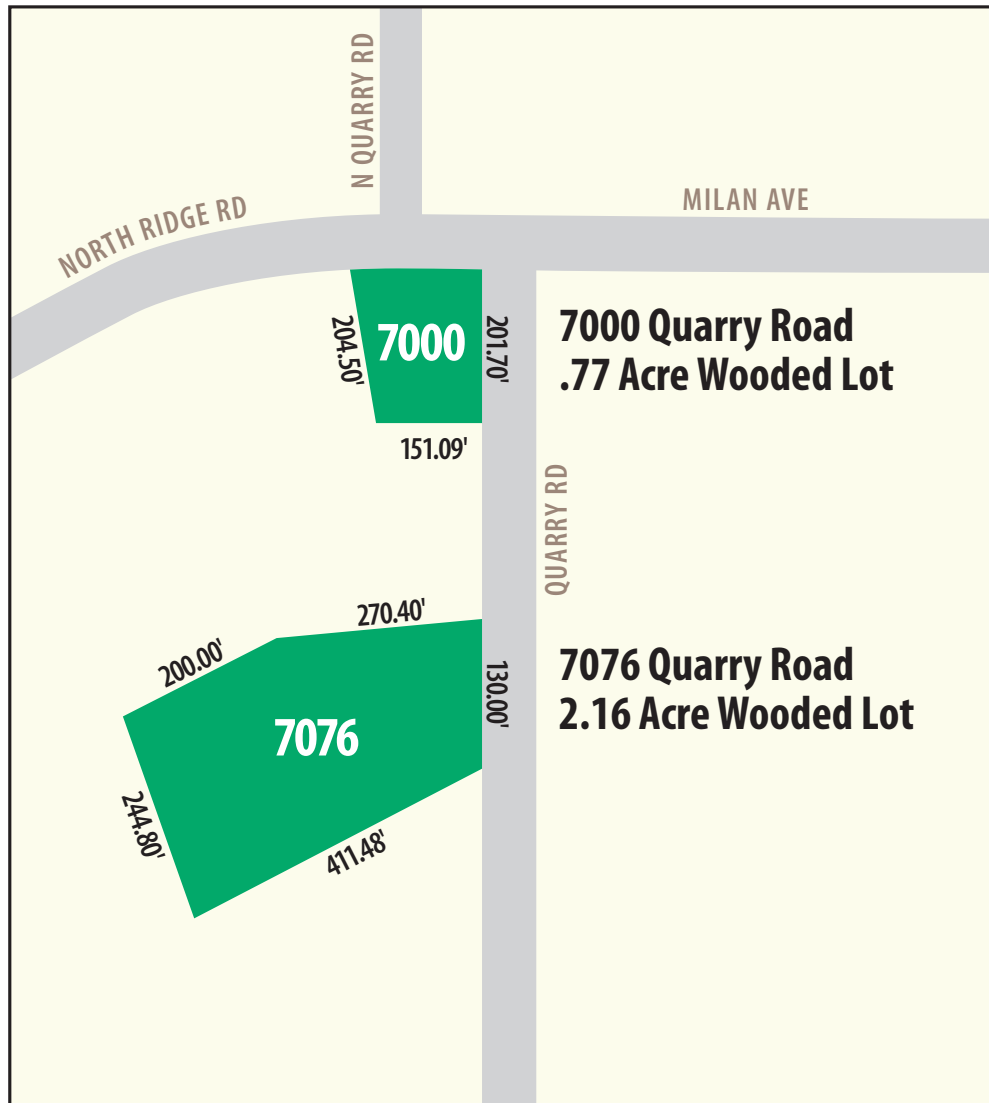 N QUARRY RD
MILAN AVE
NORTH RIDGE RD
204.50'
7000
201.70'
7000 Quarry Road
.77 Acre Wooded Lot
151.09'
QUARRY RD
270.40'
200.00'
130.00'
7076 Quarry Road
2.16 Acre Wooded Lot
7076
244.80'
411.48'